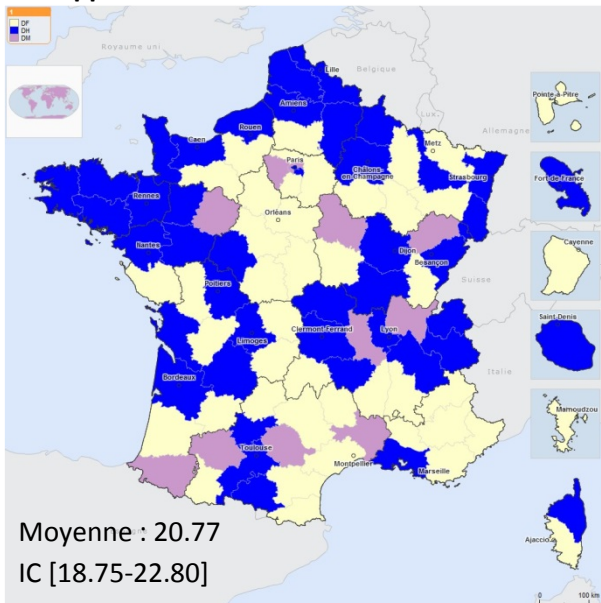 1
DF
DH
DM
Royaume uni
Lille
Belgique
Amiens
Lux.
Rouen
Caen
Metz
Allemagne
Paris
Châlons
en-Champagne
Strasbourg
Rennes
Orléans
Nantes
Dijon
Besançon
Poitiers
Suisse
Clermont-Ferrand
Lyon
Limoges
Italie
Bordeaux
Toulouse
Montpellier
Marseille
Pointe-à-Pitre
Fort-de-France
Cayenne
Saint-Denis
Mamoudzou
Ajaccio
Moyenne : 20.77
IC [18.75-22.80]
0 100 km